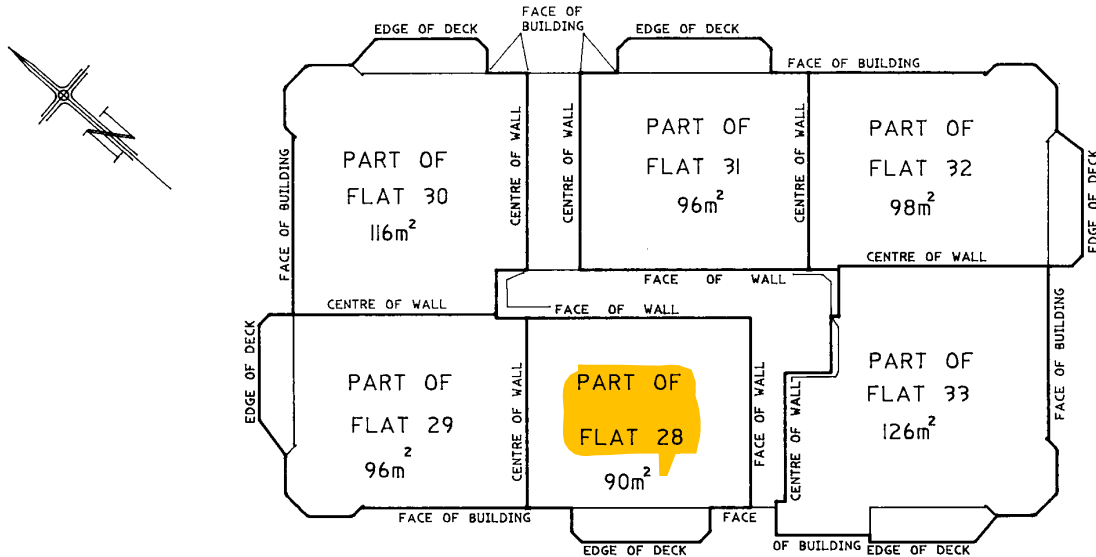 FACE OF
BUILDING
EDGE OF DECK
EDGE OF DECK
FACE OF BUILDING
N
PART OF
FLAT 30
116m²
CENTRE OF WALL
CENTRE OF WALL
PART OF
FLAT 31
96m²
CENTRE OF WALL
PART OF
FLAT 32
98m²
EDGE OF DECK
FACE OF BUILDING
CENTRE OF WALL
FACE OF WALL
CENTRE OF WALL
FACE OF WALL
EDGE OF DECK
PART OF
FLAT 29
96m²
CENTRE OF WALL
PART OF
FLAT 28
90m²
FACE OF WALL
CENTRE OF WALL
PART OF
FLAT 33
126m²
FACE OF BUILDING
FACE OF BUILDING
FACE
OF BUILDING
EDGE OF DECK
EDGE OF DECK